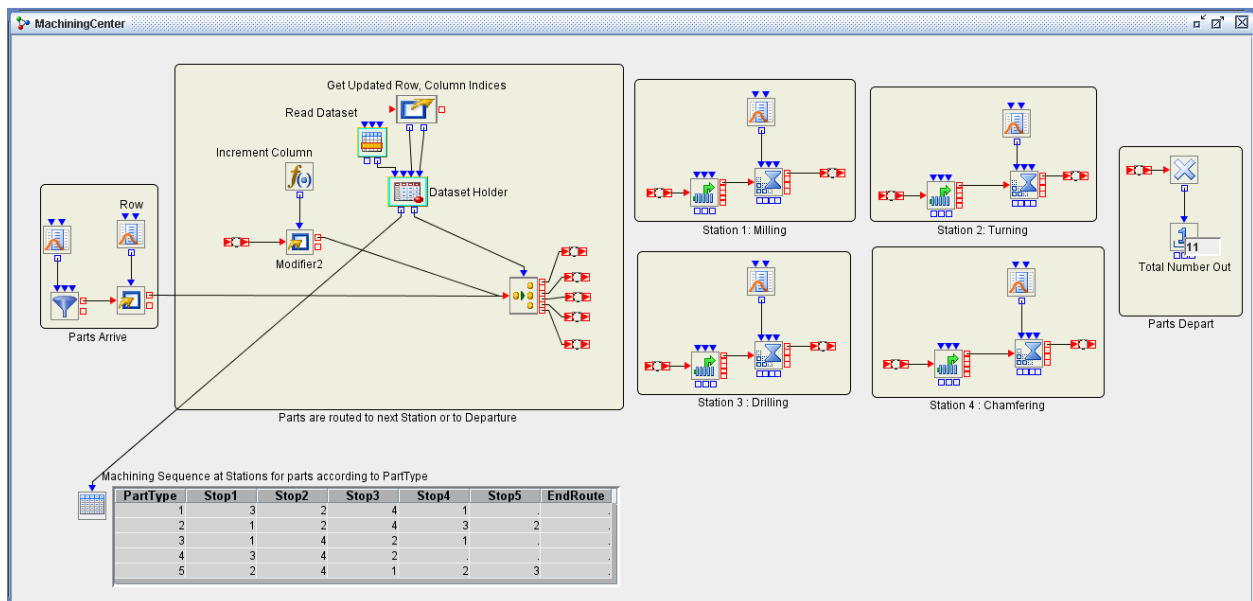 MachiningCenter
Get Updated Row, Column Indices
Read Dataset
Increment Column
Dataset Holder
Row
Modifier2
Parts Arrive
Parts are routed to next Station or to Departure
Station 1: Milling
Station 2: Turning
11
Total Number Out
Parts Depart
Station 3 : Drilling
Station 4 : Chamfering
Machining Sequence at Stations for parts according to PartType
PartType Stop1 Stop2 Stop3 Stop4 Stop5 EndRoute
1 3 2 4 1 . .
2 1 2 4 3 2 .
3 1 4 2 1 . .
4 3 4 2 . . .
5 2 4 1 2 3 .